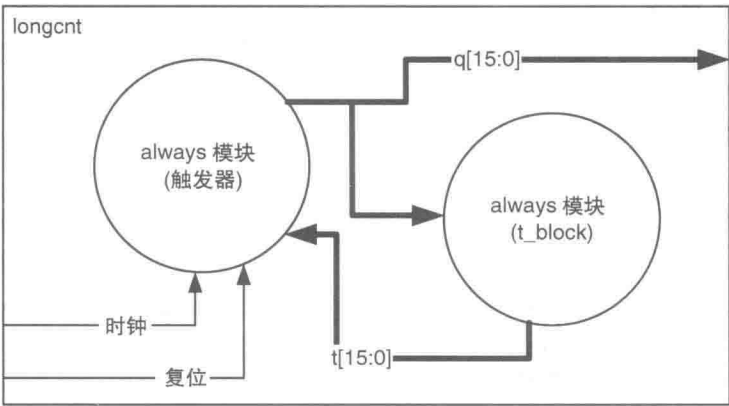 longcnt
q[15:0]
always 模块
(触发器)
always 模块
(t_block)
时钟
t[15:0]
复位